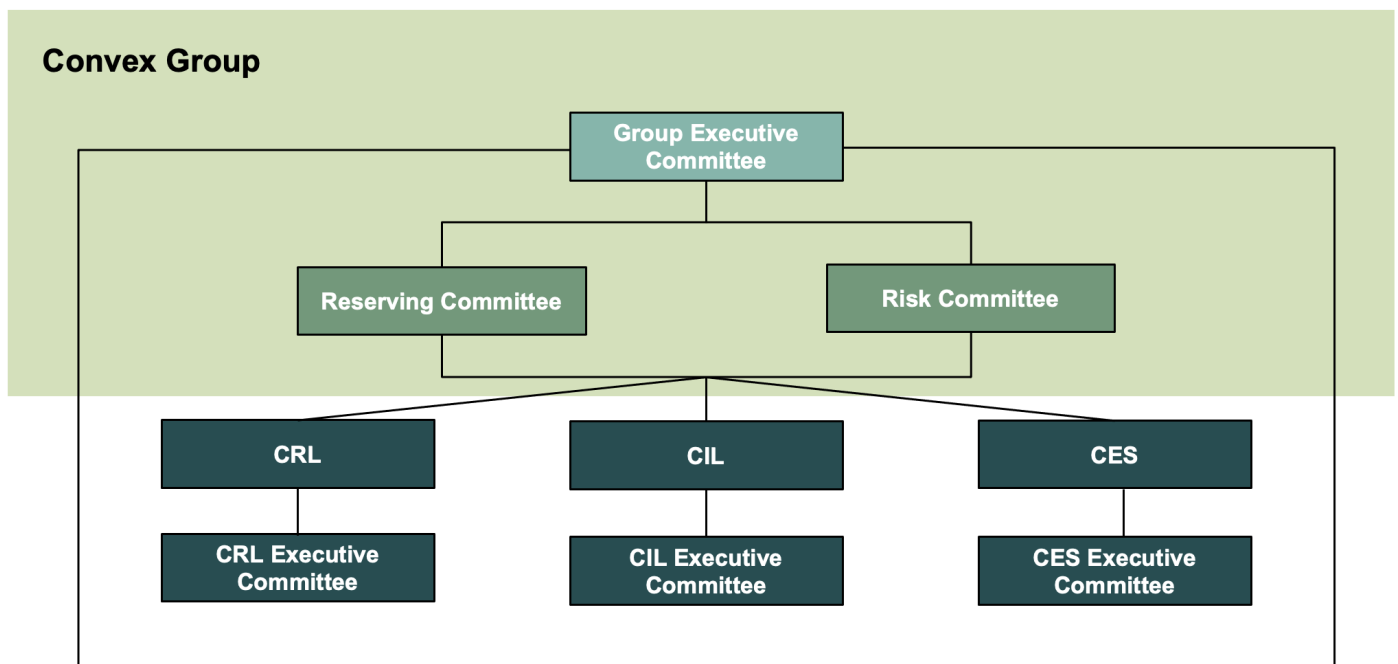 Convex Group
Group Executive
Committee
Reserving Committee
Risk Committee
CRL
CIL
CES
CRL Executive
Committee
CIL Executive
Committee
CES Executive
Committee